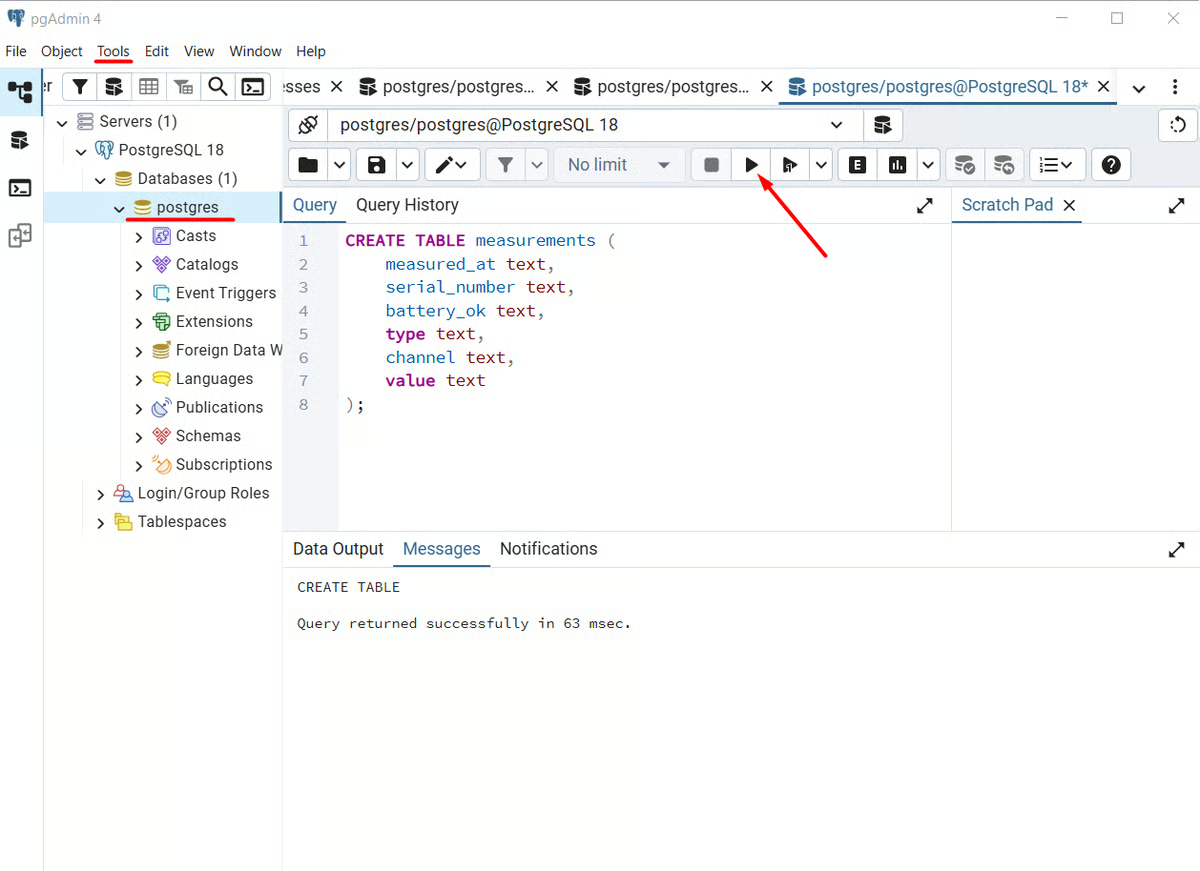 pgAdmin 4
File Object Tools Edit View Window Help
er
esses postgres/postgres... postgres/postgres... postgres/postgres@PostgreSQL 18*
Servers (1)
PostgreSQL 18
Databases (1)
postgres
Casts
Catalogs
Event Triggers
Extensions
Foreign Data W
Languages
Publications
Schemas
Subscriptions
Login/Group Roles
Tablespaces
postgres/postgres@PostgreSQL 18
No limit E
Query Query History
Scratch Pad
1 CREATE TABLE measurements (
2 measured_at text,
3 serial_number text,
4 battery_ok text,
5 type text,
6 channel text,
7 value text
8 );
Data Output Messages Notifications
CREATE TABLE
Query returned successfully in 63 msec.